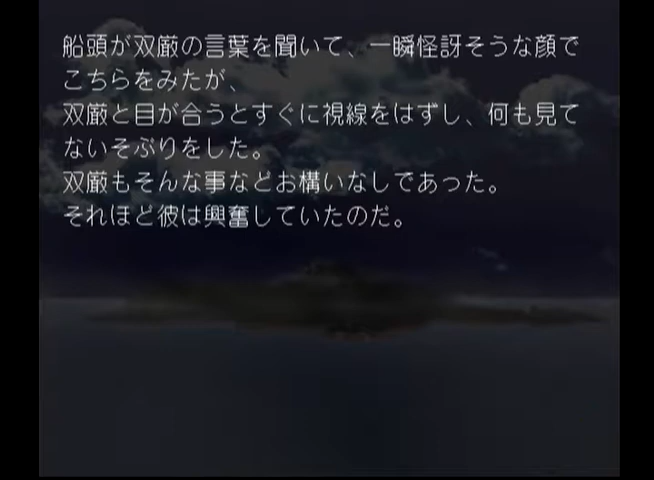 船頭が双厳の言葉を聞いて、一瞬怪訝そうな顔で
こちらをみたが、
双厳と目が合うとすぐに視線をはずし、何も見て
ないそぶりをした。
双厳もそんな事などお構いなしであった。
それほど彼は興奮していたのだ。